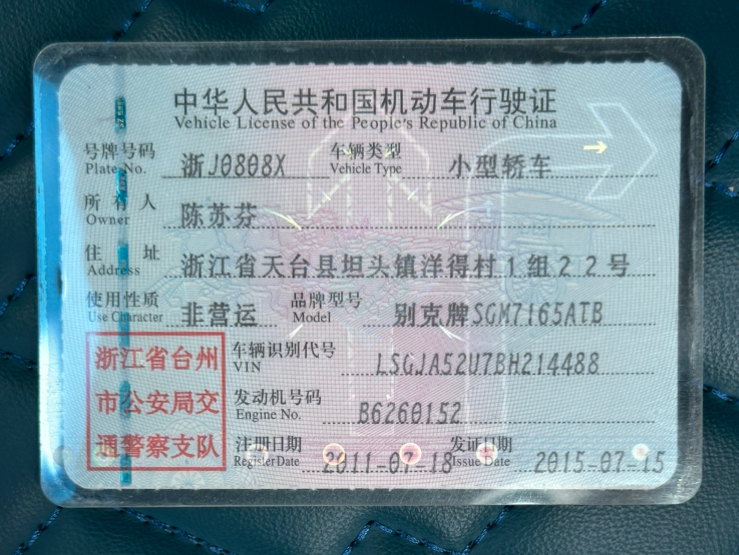 中华人民共和国机动车行驶证
Vehicle License of the People's Republic of China
号牌号码 浙J0808X 车辆类型 小型轿车
Plate No. Vehicle Type
所有人 陈苏芬
Owner
住址 浙江省天台县坦头镇洋得村1组22号
Address
使用性质 非营运 品牌型号 别克牌SGM7165ATB
Use Character Model
浙江省台州
市公安局交
通警察支队
车辆识别代号 LSGJA52U7BH214488
VIN
发动机号码 B6260152
Engine No.
注册日期 2011-07-18 发证日期 2015-07-15
Register Date Issue Date